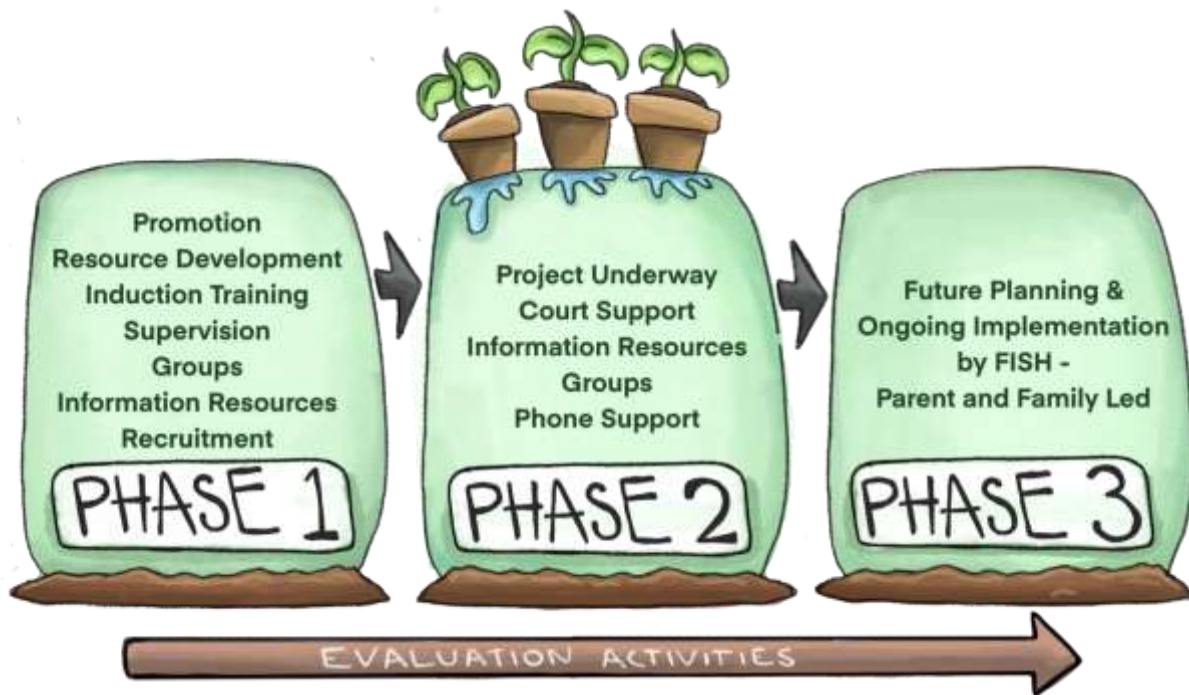 Promotion
Resource Development
Induction Training
Supervision
Groups
Information Resources
Recruitment
PHASE 1
Project Underway
Court Support
Information Resources
Groups
Phone Support
PHASE 2
Future Planning &
Ongoing Implementation
by FISH -
Parent and Family Led
PHASE 3
EVALUATION ACTIVITIES